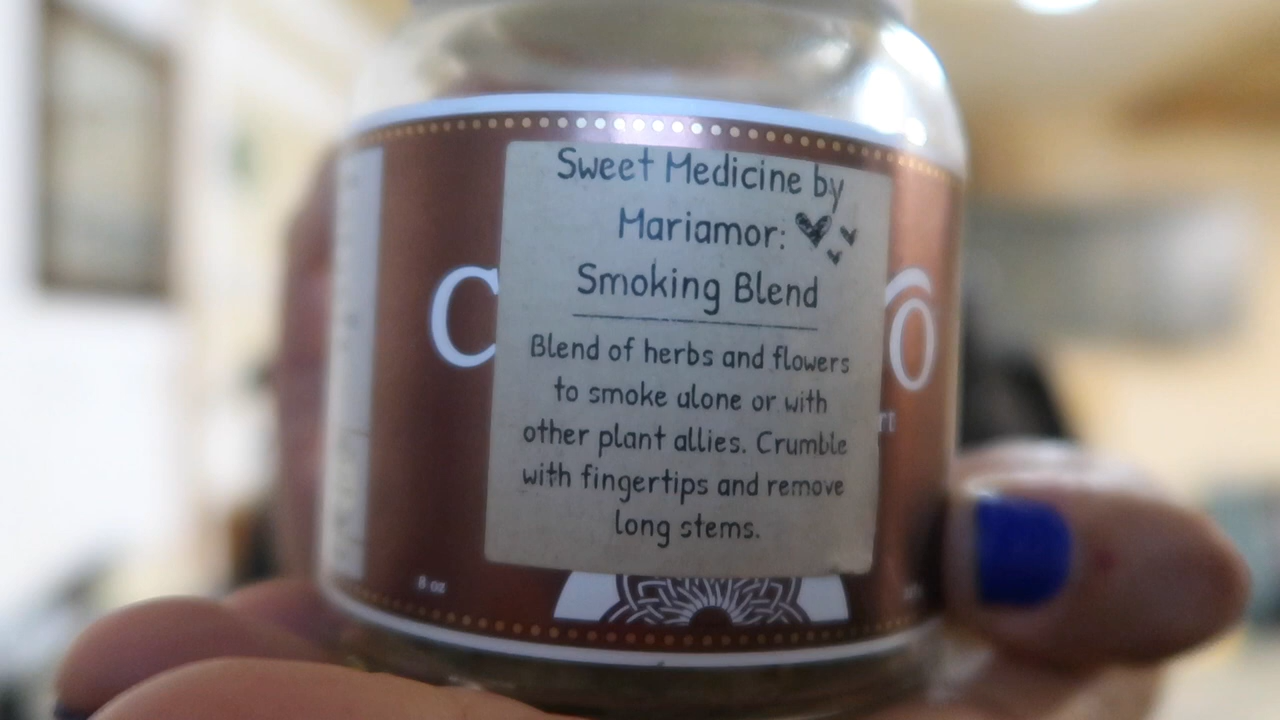 Sweet Medicine by
Mariamor:
Smoking Blend
Blend of herbs and flowers
to smoke alone or with
other plant allies. Crumble
with fingertips and remove
long stems.
8 oz